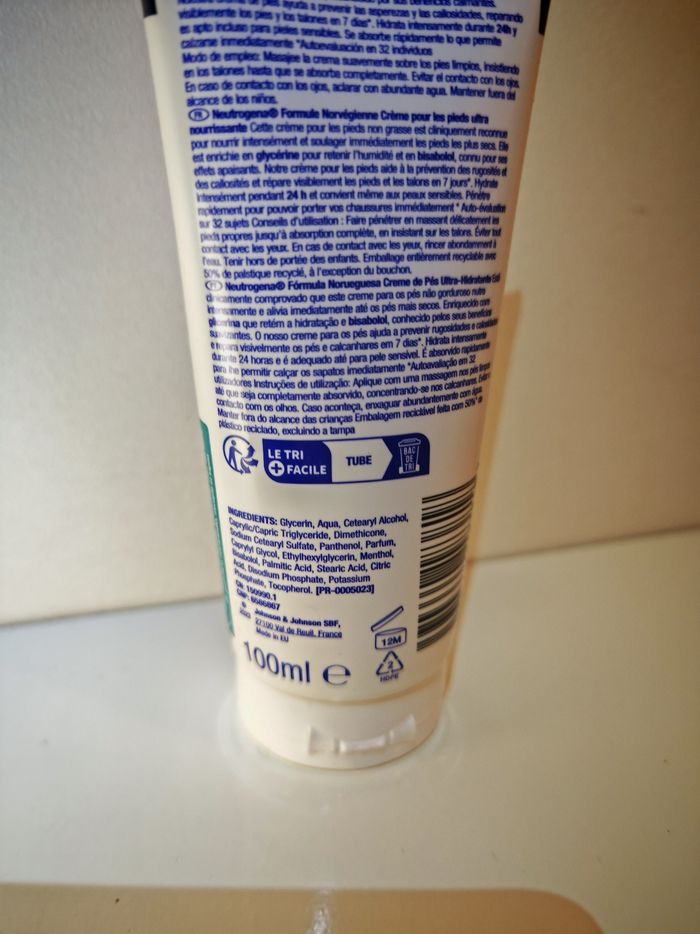 visiblemente los pies y los talones en 7 días*. Hidrata intensamente durante 24h y
es apto incluso para pieles sensibles. Se absorbe rápidamente lo que permite
calzarse inmediatamente *Autoevaluación en 32 individuos
Modo de empleo: Masajee la crema suavemente sobre los pies limpios, insistiendo
en los talones hasta que se absorba completamente. Evitar el contacto con los ojos.
En caso de contacto con los ojos, aclarar con abundante agua. Mantener fuera del
alcance de los niños.
FR Neutrogena® Formule Norvégienne Crème pour les pieds ultra
nourrissante Cette crème pour les pieds non grasse est cliniquement reconnue
pour nourrir intensément et soulager immédiatement les pieds les plus secs. Elle
est enrichie en glycérine pour retenir l'humidité et en bisabolol, connu pour ses
effets apaisants. Notre crème pour les pieds aide à la prévention des rugosités et
des callosités et répare visiblement les pieds et les talons en 7 jours*. Hydrate
intensément pendant 24 h et convient même aux peaux sensibles. Pénètre
rapidement pour pouvoir porter vos chaussures immédiatement * Auto-évaluation
sur 32 sujets Conseils d'utilisation : Faire pénétrer en massant délicatement les
pieds propres jusqu'à absorption complète, en insistant sur les talons. Éviter tout
contact avec les yeux. En cas de contact avec les yeux, rincer abondamment à
l'eau. Tenir hors de portée des enfants. Emballage entièrement recyclable avec
50% de palstique recyclé, à l'exception du bouchon.
PT Neutrogena® Fórmula Norueguesa Creme de Pés Ultra-Hidratante Está
clinicamente comprovado que este creme para os pés não gorduroso nutre
intensamente e alivia imediatamente até os pés mais secos. Enriquecido com
glicerina que retém a hidratação e bisabolol, conhecido pelos seus benefícios
suavizantes. O nosso creme para os pés ajuda a prevenir rugosidades e calosidades
e repara visivelmente os pés e calcanhares em 7 dias*. Hidrata intensamente
durante 24 horas e é adequado até para pele sensível. É absorvido rapidamente
para lhe permitir calçar os sapatos imediatamente *Autoavaliação em 32
utilizadores Instruções de utilização: Aplique com uma massagem nos pés limpos
até que seja completamente absorvido, concentrando-se nos calcanhares. Evitar o
contacto com os olhos. Caso aconteça, enxaguar abundantemente com água.
Manter fora do alcance das crianças Embalagem reciclável feita com 50% de
plástico reciclado, excluindo a tampa
LE TRI
+ FACILE
TUBE
BAC
DE
TRI
INGREDIENTS: Glycerin, Aqua, Cetearyl Alcohol,
Caprylic/Capric Triglyceride, Dimethicone,
Sodium Cetearyl Sulfate, Panthenol, Parfum,
Caprylyl Glycol, Ethylhexylglycerin, Menthol,
Bisabolol, Palmitic Acid, Stearic Acid, Citric
Acid, Disodium Phosphate, Potassium
Phosphate, Tocopherol. [PR-0005023]
CN: 150990.1
CNP: 6586867
© Johnson & Johnson SBF,
2023 27100 Val de Reuil, France
Made in EU
12M
100ml e
2
HDPE